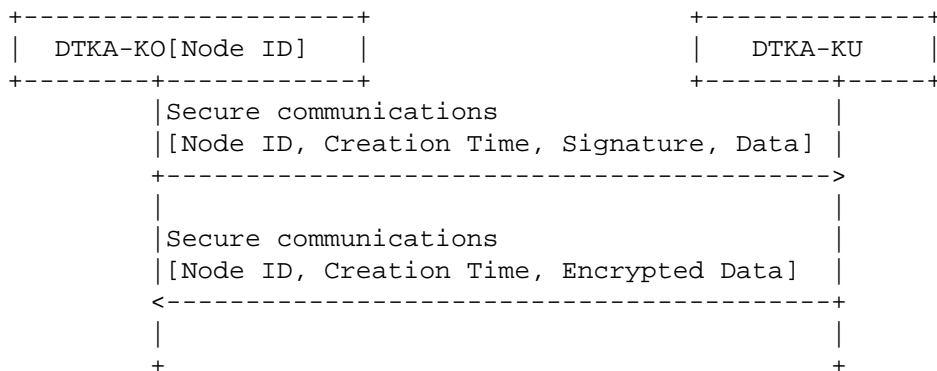 DTKA-KO[Node ID] DTKA-KU
Secure communications
[Node ID, Creation Time, Signature, Data]
Secure communications
[Node ID, Creation Time, Encrypted Data]